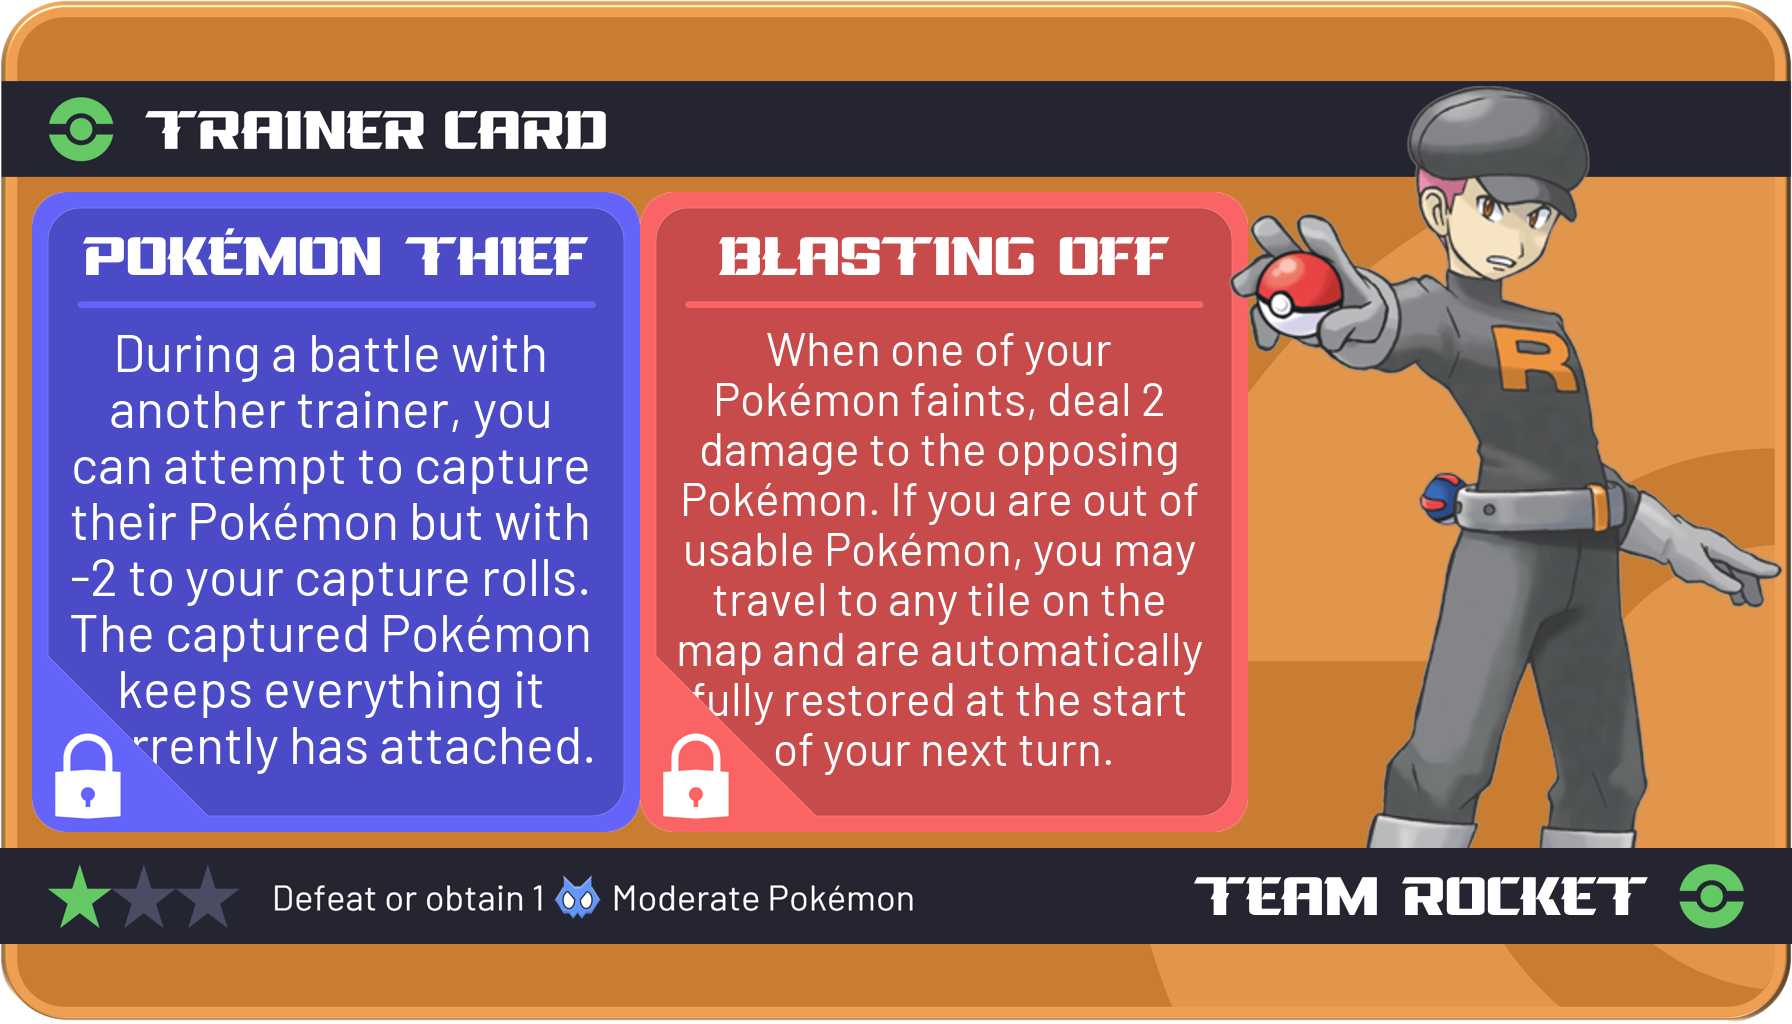 TRAINER CARD
POKÉMON THIEF
During a battle with
another trainer, you
can attempt to capture
their Pokémon but with
-2 to your capture rolls.
The captured Pokémon
keeps everything it
has attached.
BLASTING OFF
When one of your
Pokémon faints, deal 2
damage to the opposing
Pokémon. If you are out of
usable Pokémon, you may
travel to any tile on the
map and are automatically
fully restored at the start
of your next turn.
R
Defeat or obtain 1 Moderate Pokémon
TEAM ROCKET